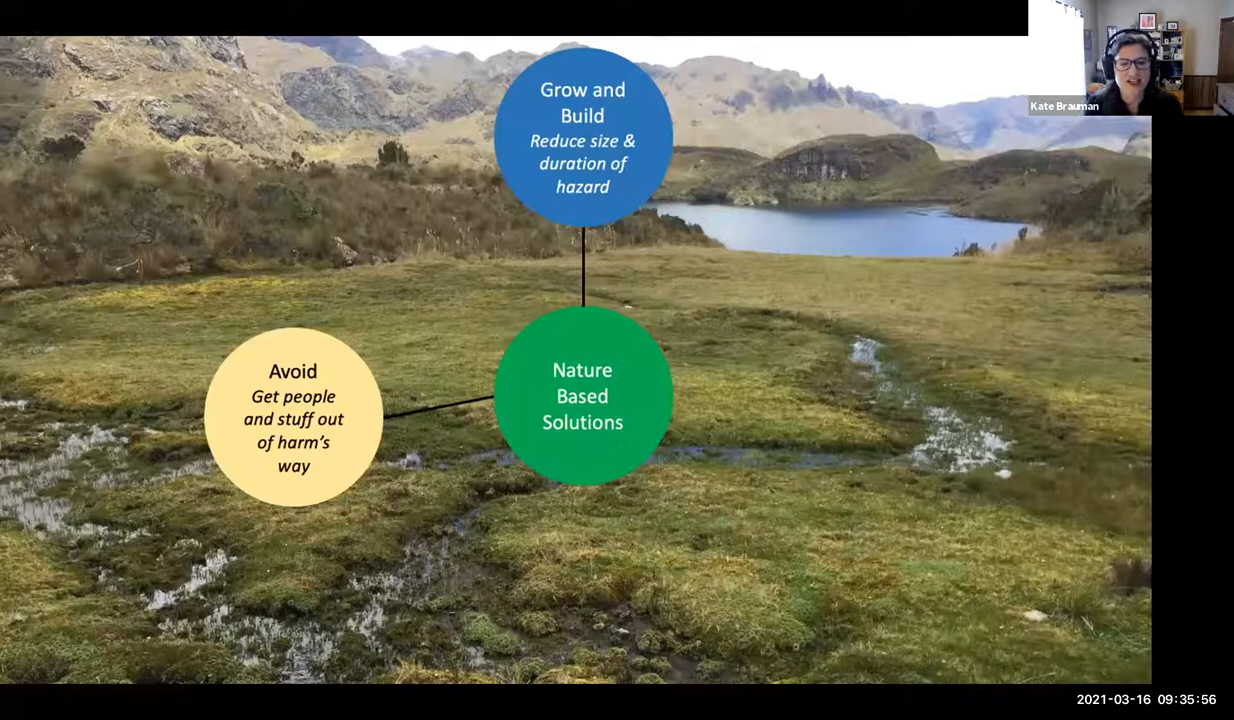 Kate Brauman
Grow and
Build
Reduce size &
duration of
hazard
Avoid
Get people
and stuff out
of harm's
way
Nature
Based
Solutions
2021-03-16 09:35:56